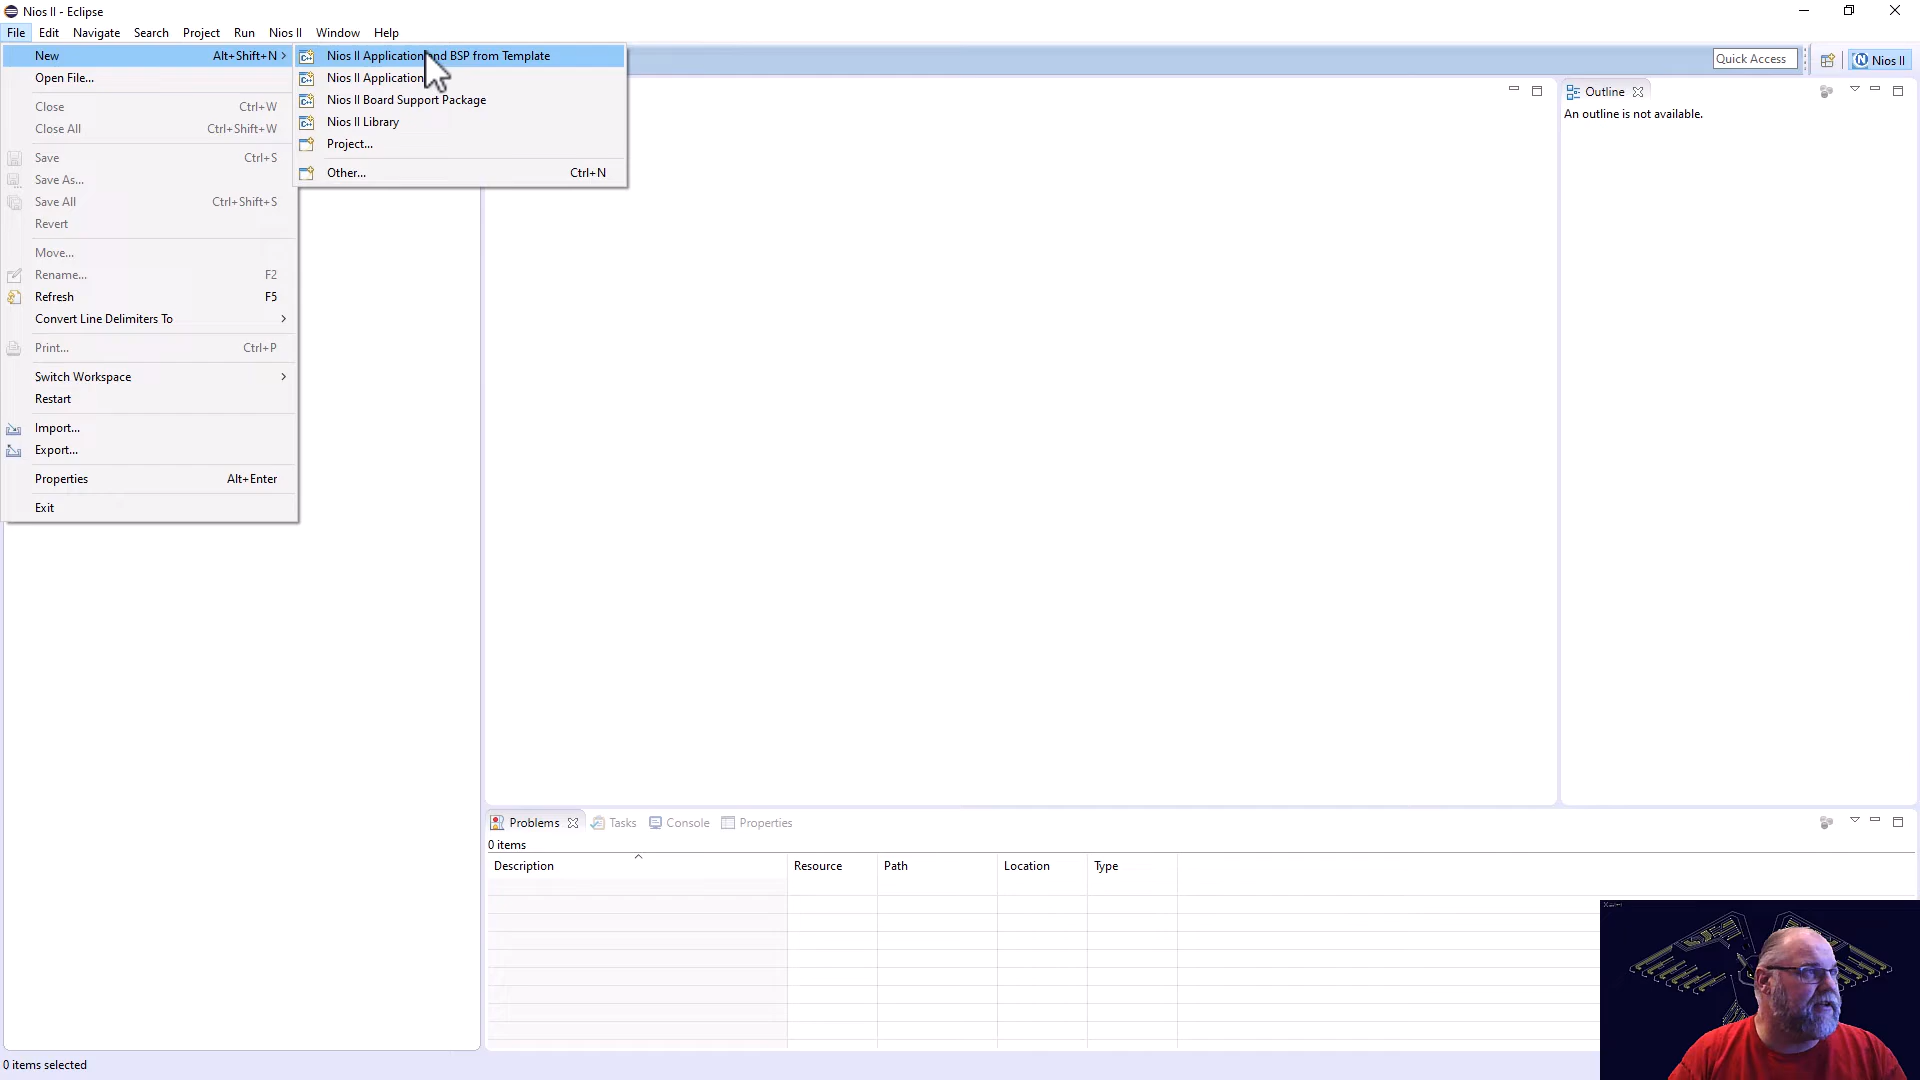 Nios II - Eclipse
File Edit Navigate Search Project Run Nios II Window Help
New Alt+Shift+N
Open File...
Close Ctrl+W
Close All Ctrl+Shift+W
Save Ctrl+S
Save As...
Save All Ctrl+Shift+S
Revert
Move...
Rename... F2
Refresh F5
Convert Line Delimiters To
Print... Ctrl+P
Switch Workspace
Restart
Import...
Export...
Properties Alt+Enter
Exit
Nios II Application and BSP from Template
Nios II Application
Nios II Board Support Package
Nios II Library
Project...
Other... Ctrl+N
Quick Access
Nios II
Outline
An outline is not available.
Problems Tasks Console Properties
0 items
Description Resource Path Location Type
0 items selected